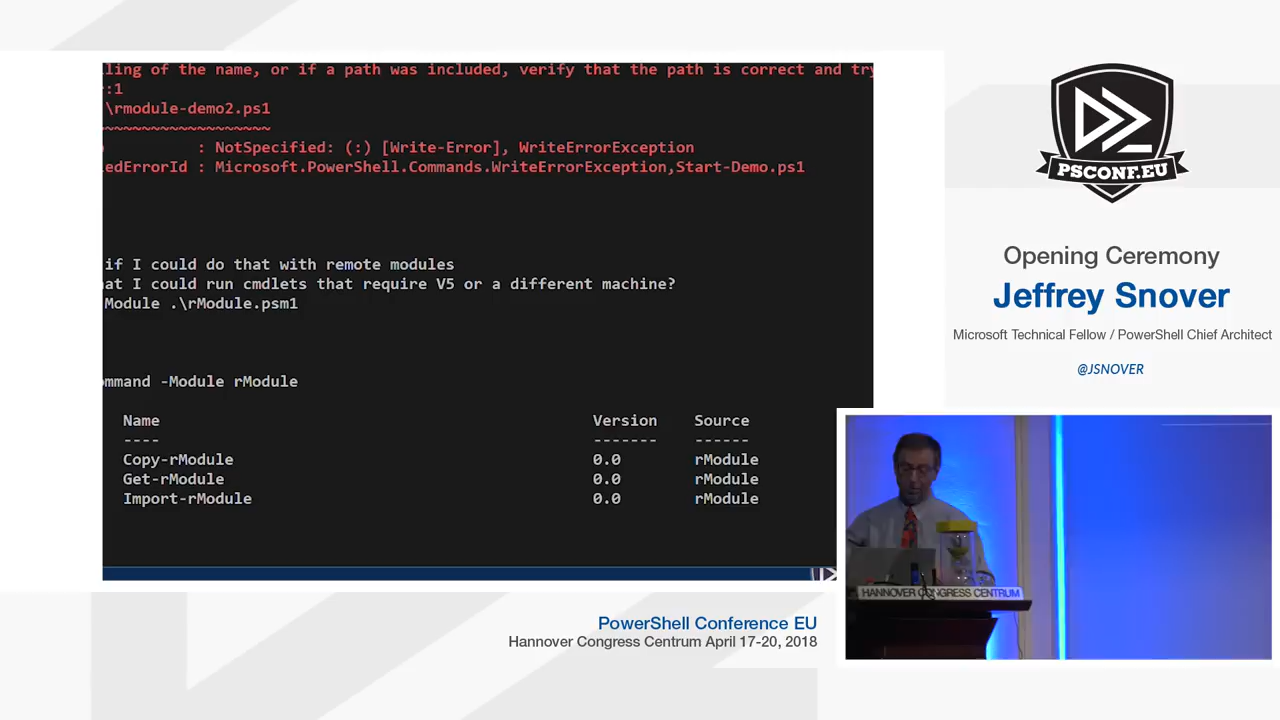 ling of the name, or if a path was included, verify that the path is correct and try
r:1
\rmodule-demo2.ps1
~~~~~~~~~~~~~~~~~~
: NotSpecified: (:) [Write-Error], WriteErrorException
edErrorId : Microsoft.PowerShell.Commands.WriteErrorException,Start-Demo.ps1
if I could do that with remote modules
at I could run cmdlets that require V5 or a different machine?
Module .\rModule.psm1
ommand -Module rModule
Name Version Source
---- ------- ------
Copy-rModule 0.0 rModule
Get-rModule 0.0 rModule
Import-rModule 0.0 rModule
PSCONF.EU
Opening Ceremony
Jeffrey Snover
Microsoft Technical Fellow / PowerShell Chief Architect
@JSNOVER
HANNOVER CONGRESS CENTRUM
PowerShell Conference EU
Hannover Congress Centrum April 17-20, 2018